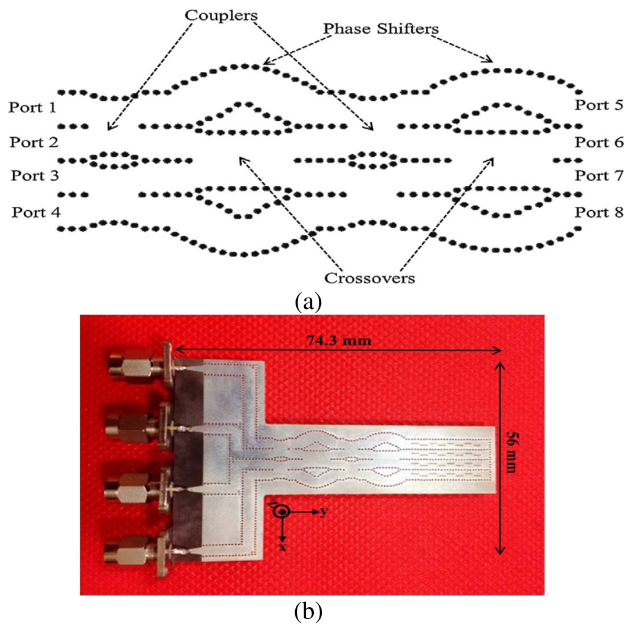 Couplers
Phase Shifters
Port 1
Port 5
Port 2
Port 6
Port 3
Port 7
Port 4
Port 8
Crossovers
(a)
74.3 mm
56 mm
y
x
(b)